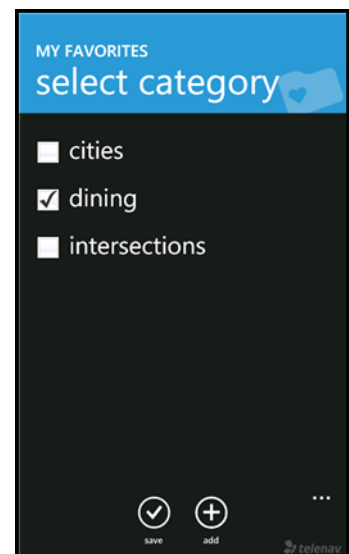 MY FAVORITES
select category
cities
dining
intersections
...
save
add
telenav